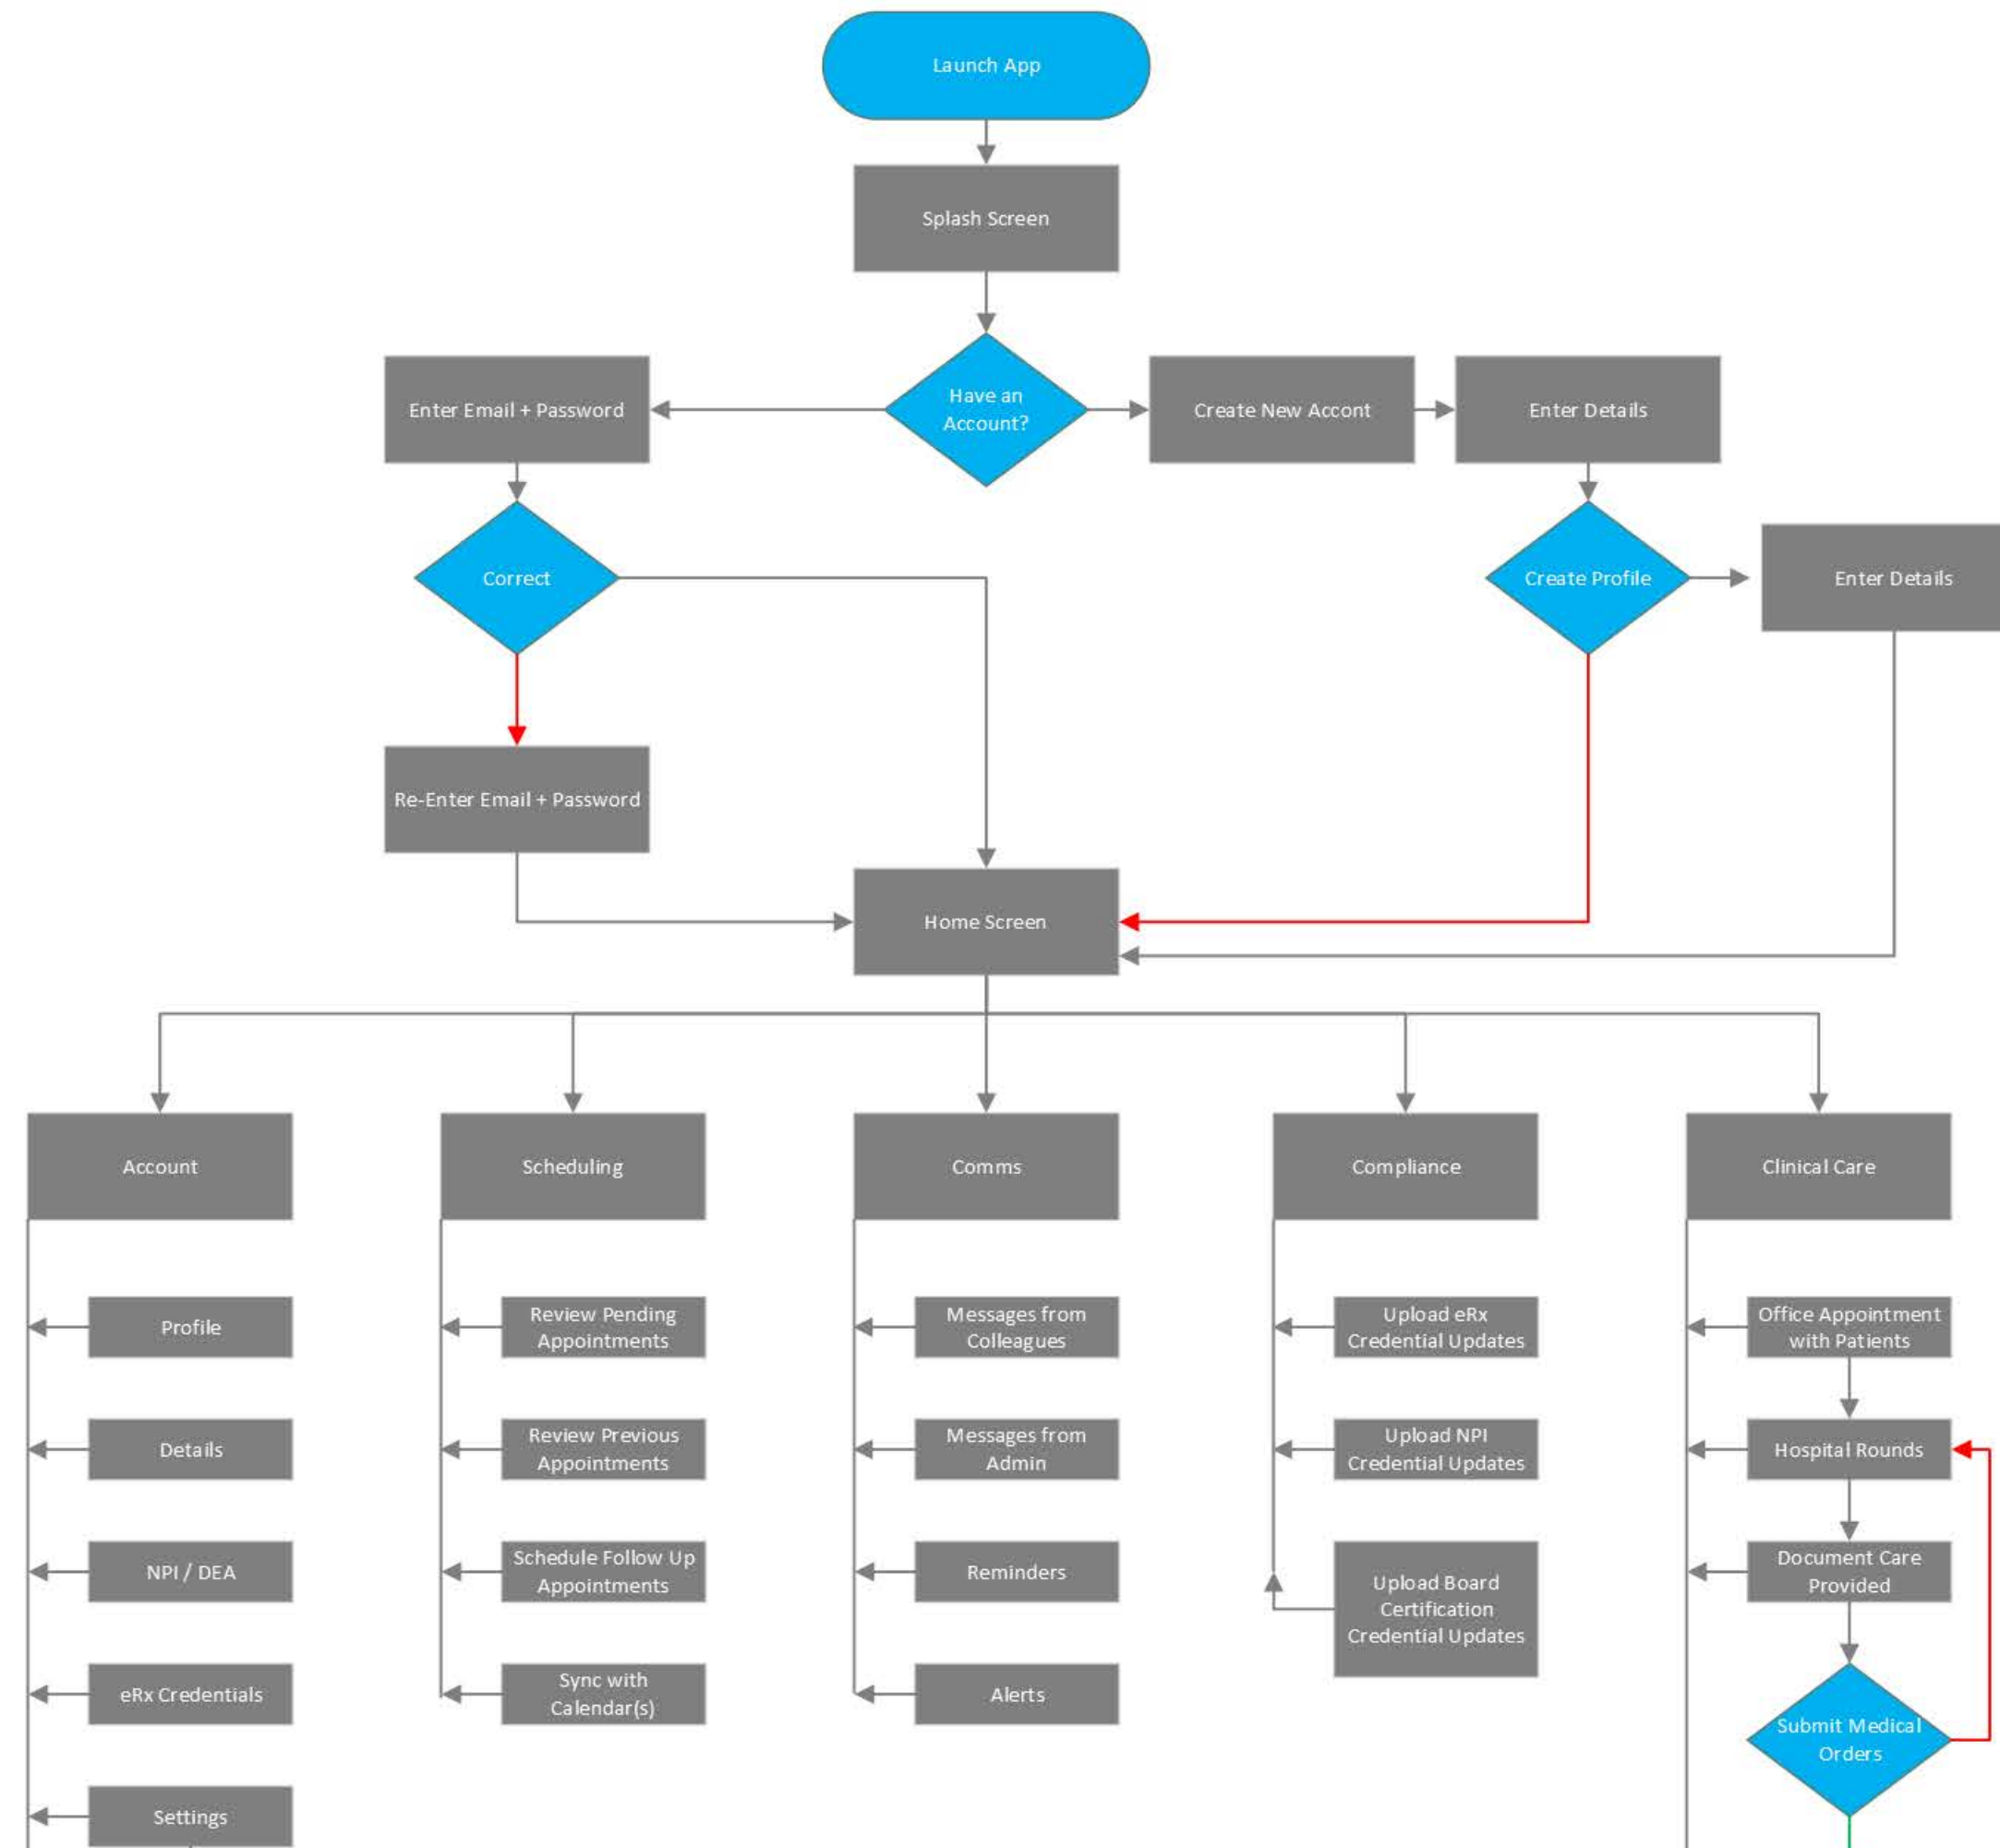 Launch App
Splash Screen
Enter Email + Password
Have an
Account?
Create New Accont
Enter Details
Correct
Create Profile
Enter Details
Re-Enter Email + Password
Home Screen
Account
Scheduling
Comms
Compliance
Clinical Care
Profile
Review Pending
Appointments
Messages from
Colleagues
Upload eRx
Credential Updates
Office Appointment
with Patients
Details
Review Previous
Appointments
Messages from
Admin
Upload NPI
Credential Updates
Hospital Rounds
NPI / DEA
Schedule Follow Up
Appointments
Reminders
Upload Board
Certification
Credential Updates
Document Care
Provided
eRx Credentials
Sync with
Calendar(s)
Alerts
Submit Medical
Orders
Settings